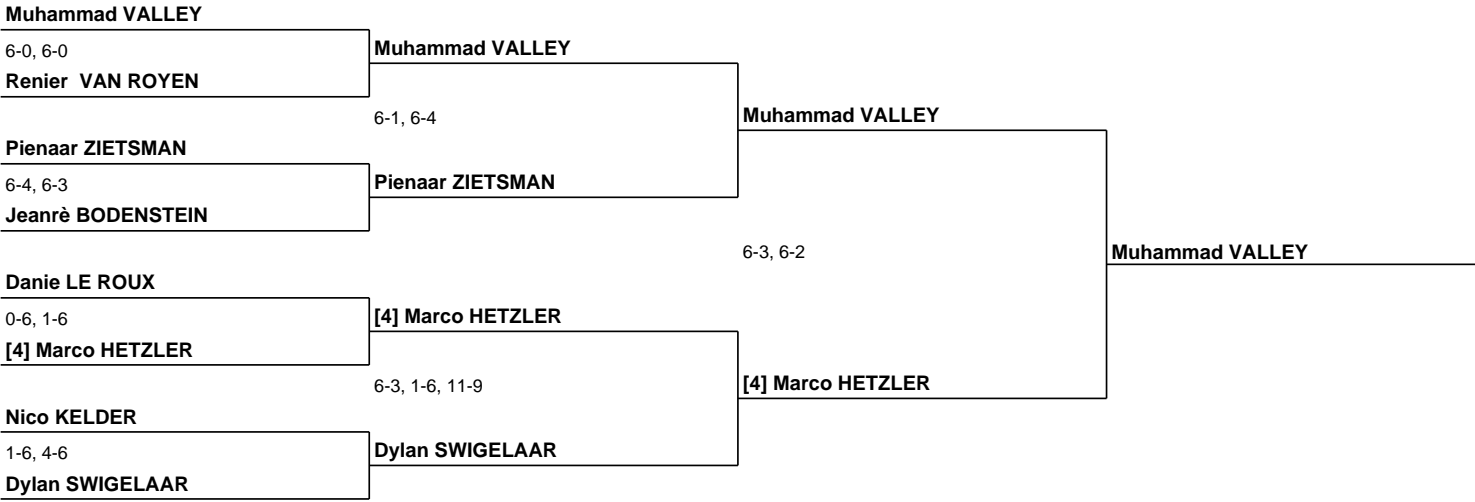 Muhammad VALLEY
6-0, 6-0
Renier VAN ROYEN
Pienaar ZIETSMAN
6-4, 6-3
Jeanrè BODENSTEIN
Danie LE ROUX
0-6, 1-6
[4] Marco HETZLER
Nico KELDER
1-6, 4-6
Dylan SWIGELAAR
Muhammad VALLEY
6-1, 6-4
Pienaar ZIETSMAN
[4] Marco HETZLER
6-3, 1-6, 11-9
Dylan SWIGELAAR
Muhammad VALLEY
6-3, 6-2
[4] Marco HETZLER
Muhammad VALLEY